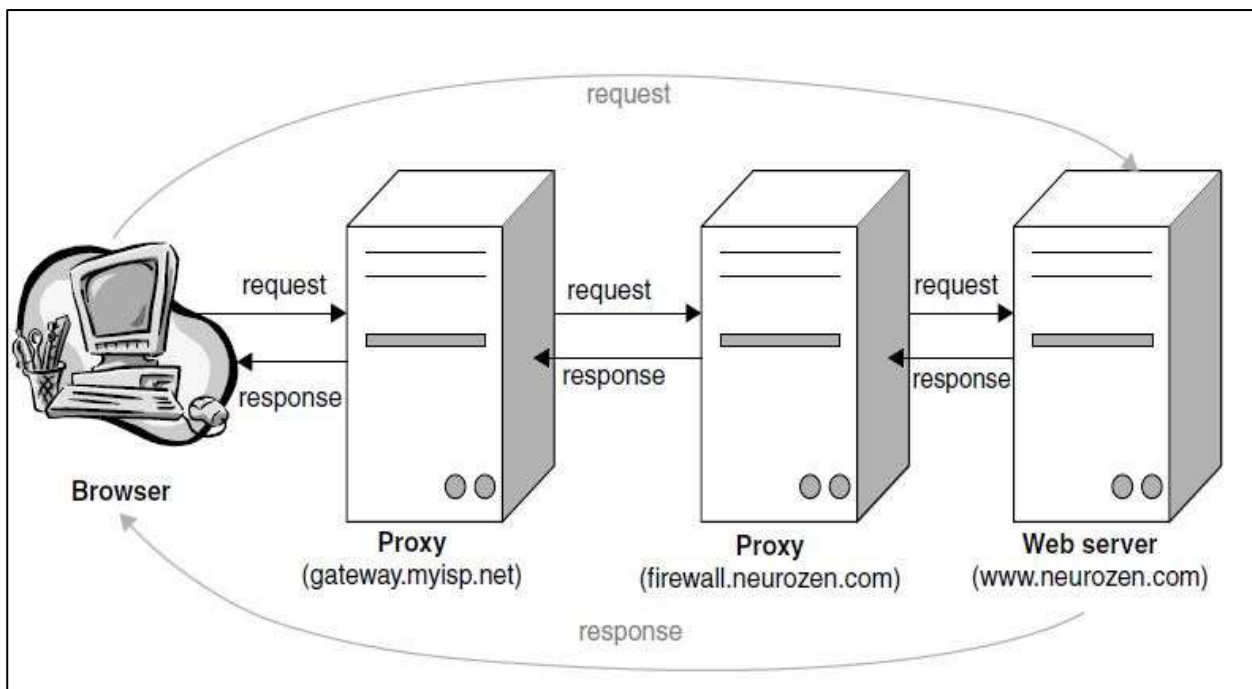 request
request
request
request
response
response
response
Browser
Proxy
(gateway.myisp.net)
Proxy
(firewall.neurozen.com)
Web server
(www.neurozen.com)
response